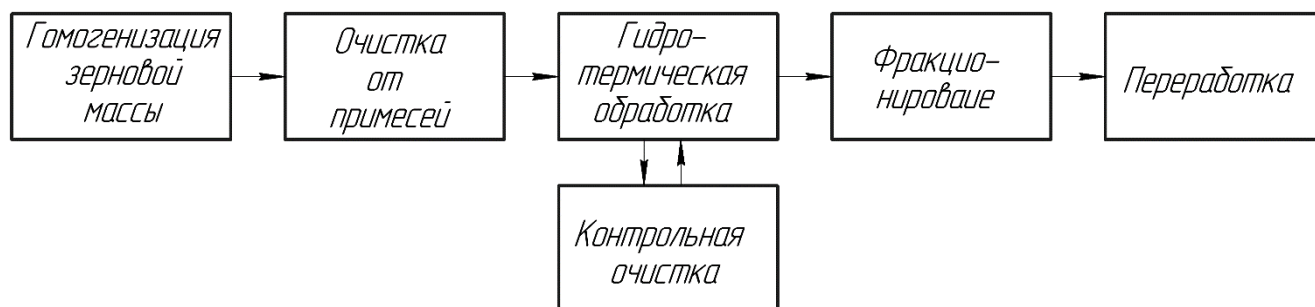 Гомогенизация
зерновой
массы
Очистка
от
примесей
Гидро-
термическая
обработка
Фракцио-
нироваие
Переработка
Контрольная
очистка